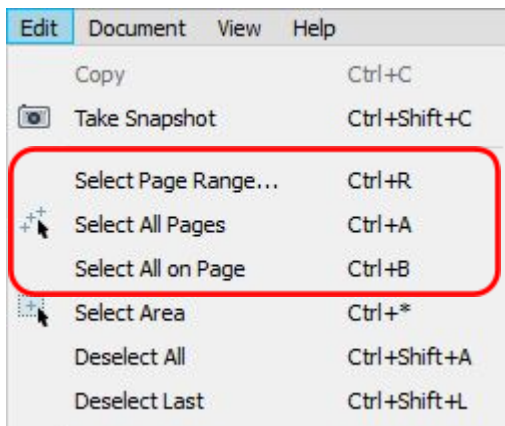 Edit Document View Help
Copy Ctrl+C
Take Snapshot Ctrl+Shift+C
Select Page Range... Ctrl+R
Select All Pages Ctrl+A
Select All on Page Ctrl+B
Select Area Ctrl+*
Deselect All Ctrl+Shift+A
Deselect Last Ctrl+Shift+L